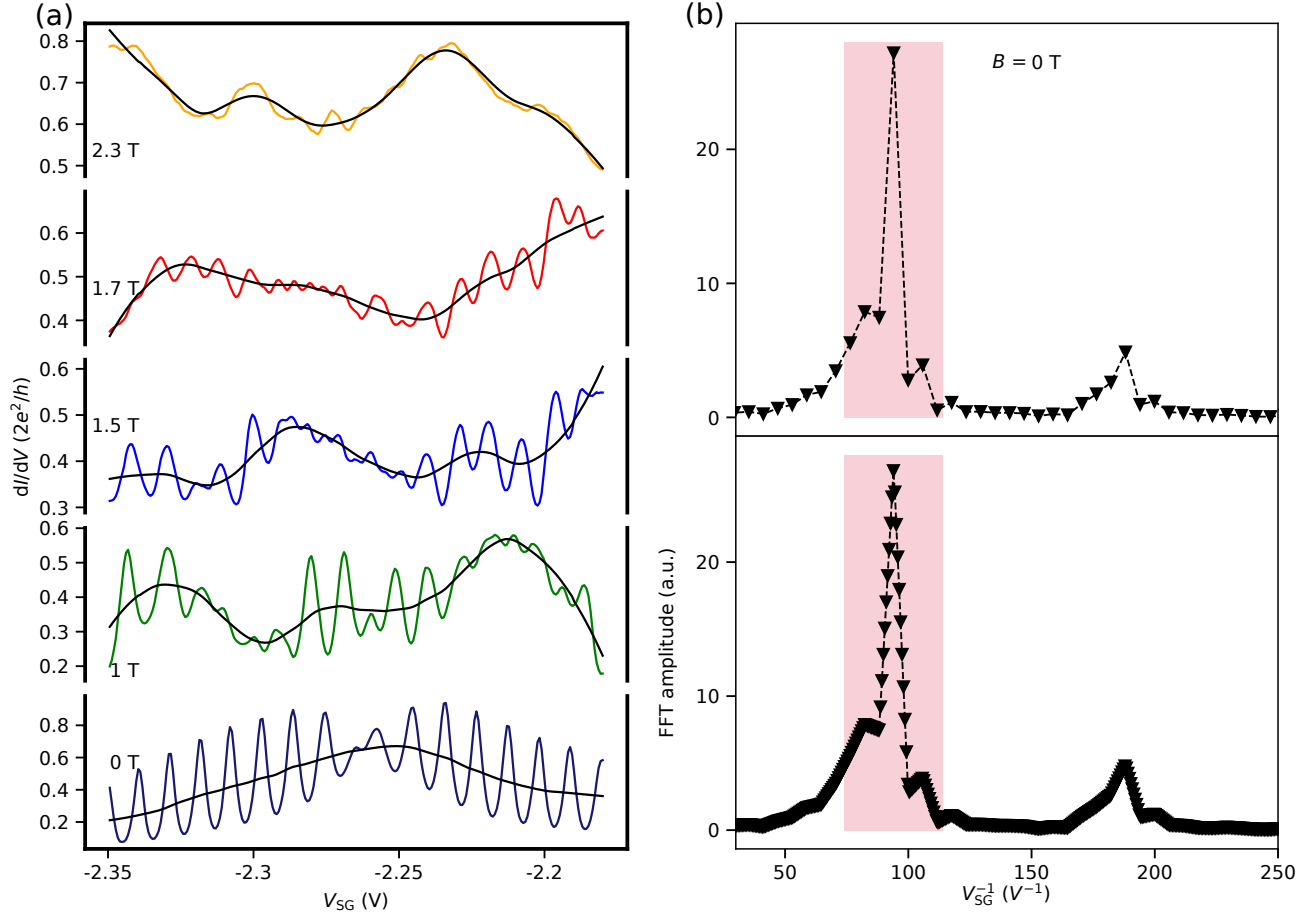 (a)
0.8
0.7
0.6
0.5
2.3 T
0.6
0.5
0.4
1.7 T
0.6
0.5
0.4
0.3
1.5 T
0.6
0.5
0.4
0.3
0.2
1 T
0.8
0.6
0.4
0.2
0 T
dI/dV (2e²/h)
-2.35
-2.3
-2.25
-2.2
V_SG (V)
(b)
B = 0 T
20
10
0
20
10
0
FFT amplitude (a.u.)
50
100
150
200
250
V_SG^-1 (V^-1)